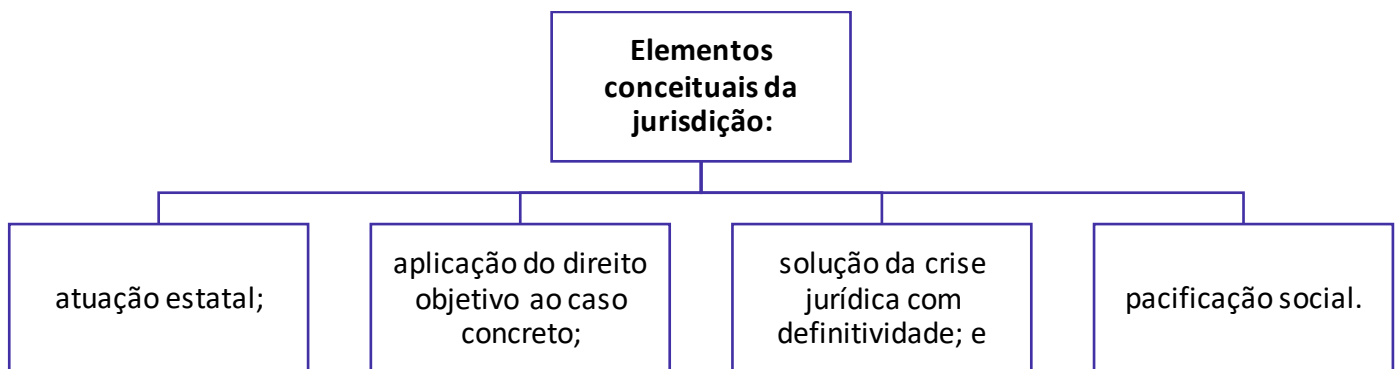 Elementos
conceituais da
jurisdição:
atuação estatal;
aplicação do direito
objetivo ao caso
concreto;
solução da crise
jurídica com
definitividade; e
pacificação social.